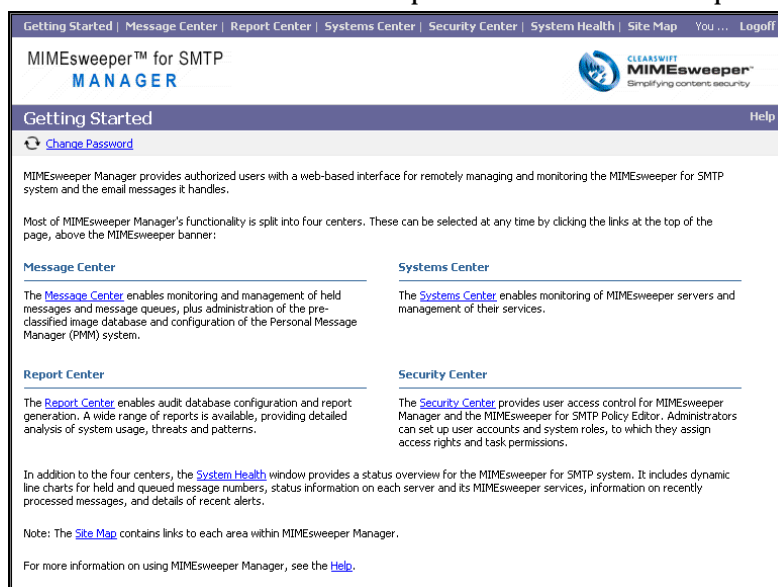 Getting Started | Message Center | Report Center | Systems Center | Security Center | System Health | Site Map You ... Logoff
MIMEsweeper™ for SMTP
MANAGER
CLEARSWIFT
MIMEsweeper™
Simplifying content security
Getting Started
Help
Change Password
MIMEsweeper Manager provides authorized users with a web-based interface for remotely managing and monitoring the MIMEsweeper for SMTP
system and the email messages it handles.
Most of MIMEsweeper Manager's functionality is split into four centers. These can be selected at any time by clicking the links at the top of the
page, above the MIMEsweeper banner:
Message Center
The Message Center enables monitoring and management of held
messages and message queues, plus administration of the pre-
classified image database and configuration of the Personal Message
Manager (PMM) system.
Systems Center
The Systems Center enables monitoring of MIMEsweeper servers and
management of their services.
Report Center
The Report Center enables audit database configuration and report
generation. A wide range of reports is available, providing detailed
analysis of system usage, threats and patterns.
Security Center
The Security Center provides user access control for MIMEsweeper
Manager and the MIMEsweeper for SMTP Policy Editor. Administrators
can set up user accounts and system roles, to which they assign
access rights and task permissions.
In addition to the four centers, the System Health window provides a status overview for the MIMEsweeper for SMTP system. It includes dynamic
line charts for held and queued message numbers, status information on each server and its MIMEsweeper services, information on recently
processed messages, and details of recent alerts.
Note: The Site Map contains links to each area within MIMEsweeper Manager.
For more information on using MIMEsweeper Manager, see the Help.